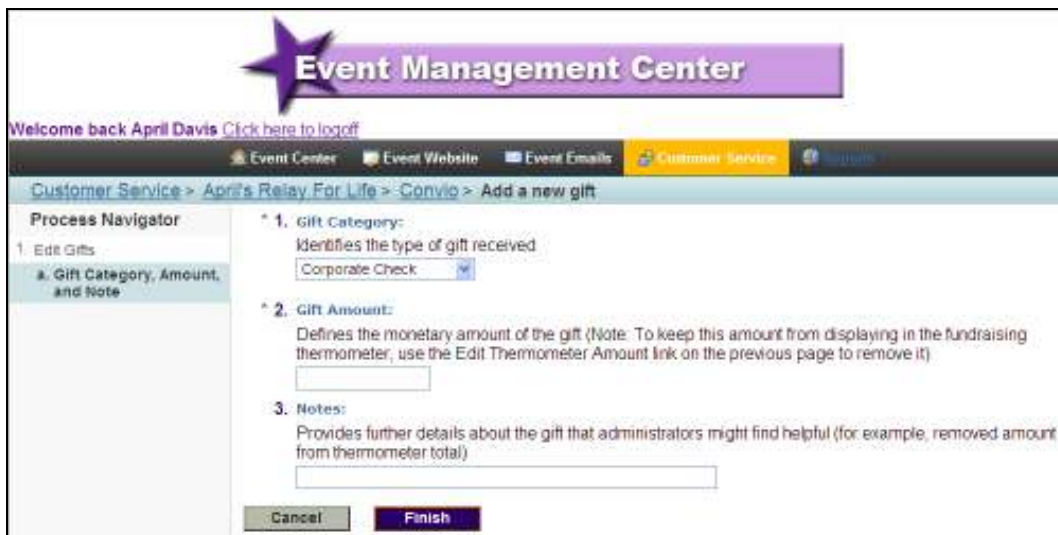 Event Management Center
Welcome back April Davis Click here to logoff
Event Center Event Website Event Emails Customer Service
Customer Service > April's Relay For Life > Convio > Add a new gift
Process Navigator
1. Edit Gifts
a. Gift Category, Amount,
and Note
* 1. Gift Category:
Identifies the type of gift received
Corporate Check
* 2. Gift Amount:
Defines the monetary amount of the gift (Note: To keep this amount from displaying in the fundraising
thermometer, use the Edit Thermometer Amount link on the previous page to remove it)
3. Notes:
Provides further details about the gift that administrators might find helpful (for example, removed amount
from thermometer total)
Cancel Finish